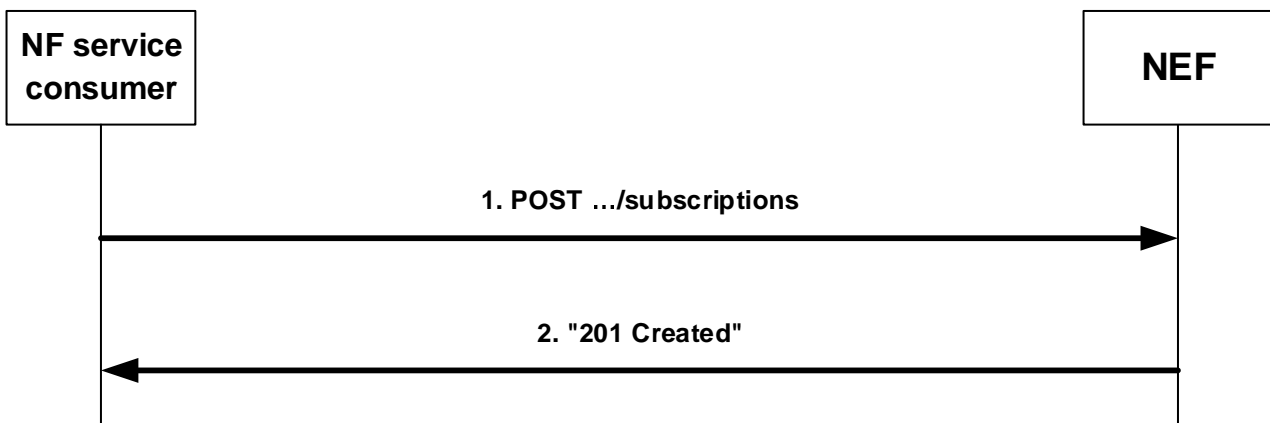 NF service
consumer
NEF
1. POST …/subscriptions
2. "201 Created"